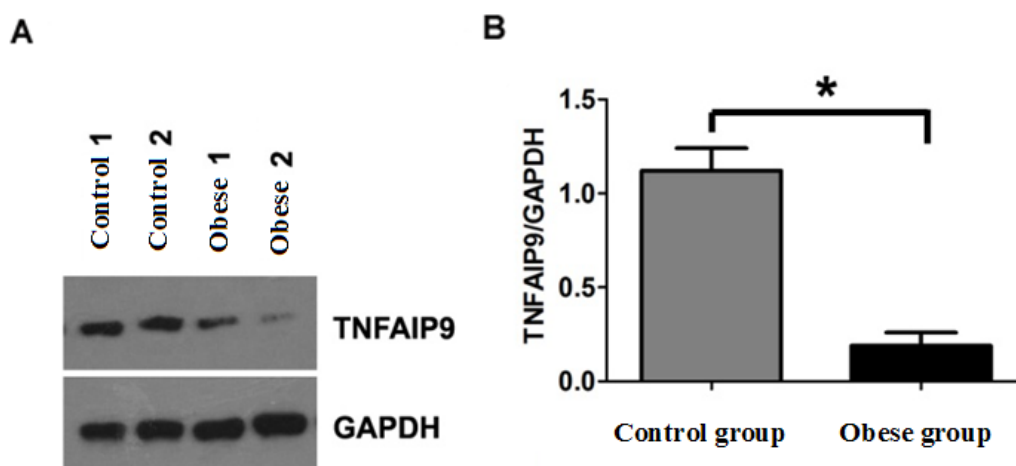 A
Control 1
Control 2
Obese 1
Obese 2
TNFAIP9
GAPDH
B
*
TNFAIP9/GAPDH
1.5
1.0
0.5
0.0
Control group
Obese group